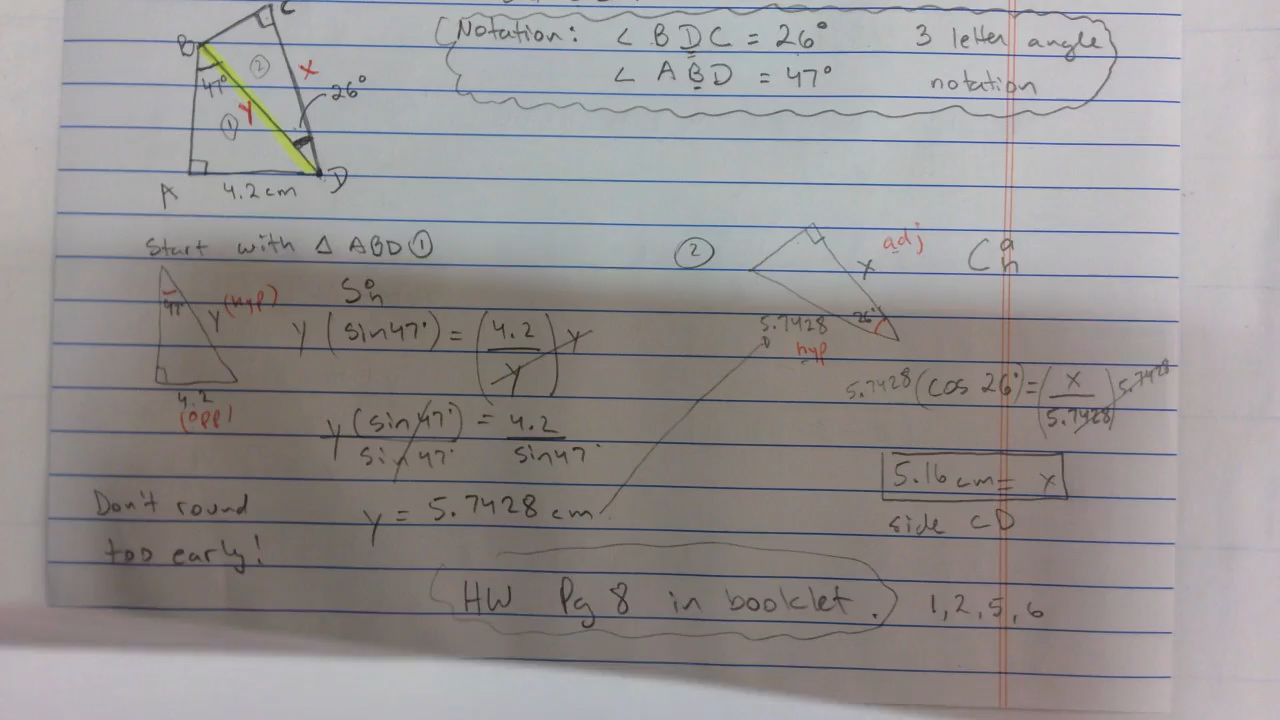 C
B
(Notation: ∠ BDC = 26° 3 letter angle
∠ ABD = 47° notation
②
x
47°
26°
y
①
A
4.2 cm
D
Start with △ ABD ①
47°
y (hyp)
4.2
(opp)
S o/h
y (sin 47°) = (4.2/y) y
y (sin 47°)/sin 47° = 4.2/sin 47°
y = 5.7428 cm
Don't round
too early!
②
adj
x
26°
5.7428
hyp
C a/h
5.7428 (cos 26°) = (x/5.7428) 5.7428
5.16 cm = x
side CD
HW Pg 8 in booklet. 1, 2, 5, 6